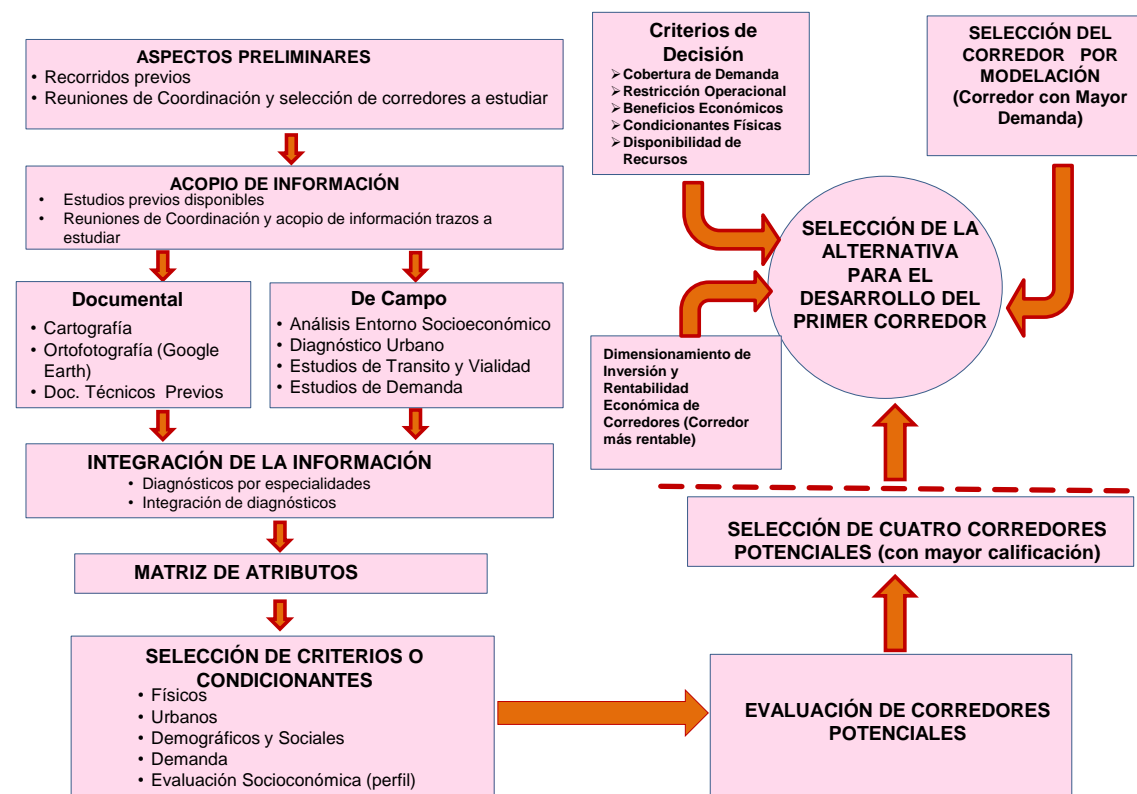 ASPECTOS PRELIMINARES
• Recorridos previos
• Reuniones de Coordinación y selección de corredores a estudiar
ACOPIO DE INFORMACIÓN
• Estudios previos disponibles
• Reuniones de Coordinación y acopio de información trazos a
estudiar
Documental
• Cartografía
• Ortofotografía (Google
Earth)
• Doc. Técnicos Previos
De Campo
• Análisis Entorno Socioeconómico
• Diagnóstico Urbano
• Estudios de Transito y Vialidad
• Estudios de Demanda
INTEGRACIÓN DE LA INFORMACIÓN
• Diagnósticos por especialidades
• Integración de diagnósticos
MATRIZ DE ATRIBUTOS
SELECCIÓN DE CRITERIOS O
CONDICIONANTES
• Físicos
• Urbanos
• Demográficos y Sociales
• Demanda
• Evaluación Socioconómica (perfil)
EVALUACIÓN DE CORREDORES
POTENCIALES
SELECCIÓN DE CUATRO CORREDORES
POTENCIALES (con mayor calificación)
Criterios de
Decisión
➢ Cobertura de Demanda
➢ Restricción Operacional
➢ Beneficios Económicos
➢ Condicionantes Físicas
➢ Disponibilidad de
Recursos
Dimensionamiento de
Inversión y
Rentabilidad
Económica de
Corredores (Corredor
más rentable)
SELECCIÓN DEL
CORREDOR POR
MODELACIÓN
(Corredor con Mayor
Demanda)
SELECCIÓN DE LA
ALTERNATIVA
PARA EL
DESARROLLO DEL
PRIMER CORREDOR